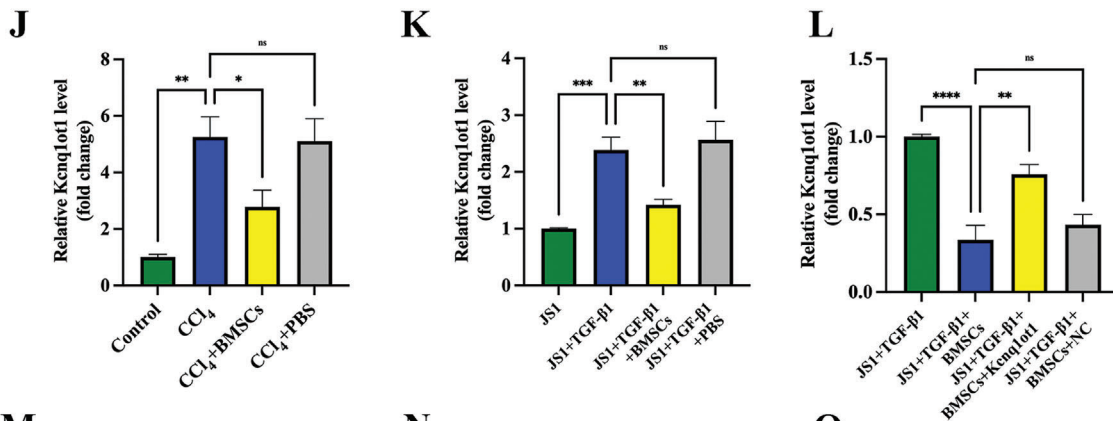 J
Relative Kcnq1ot1 level
(fold change)
8
6
4
2
0
**
*
ns
Control
CCl₄
CCl₄+BMSCs
CCl₄+PBS
K
Relative Kcnq1ot1 level
(fold change)
4
3
2
1
0
***
**
ns
JS1
JS1+TGF-β1
JS1+TGF-β1
+BMSCs
JS1+TGF-β1
+PBS
L
Relative Kcnq1ot1 level
(fold change)
1.5
1.0
0.5
0.0
****
**
ns
JS1+TGF-β1
JS1+TGF-β1+
BMSCs
JS1+TGF-β1+
BMSCs+Kcnq1ot1
JS1+TGF-β1+
BMSCs+NC
M
N
O